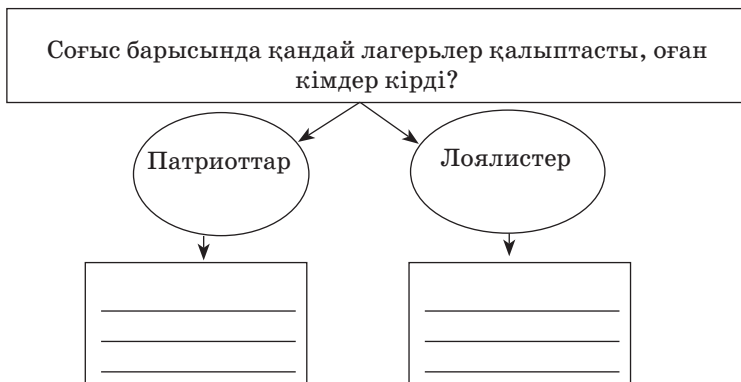 Соғыс барысында қандай лагерьлер қалыптасты, оған
кімдер кірді?
Патриоттар
Лоялистер